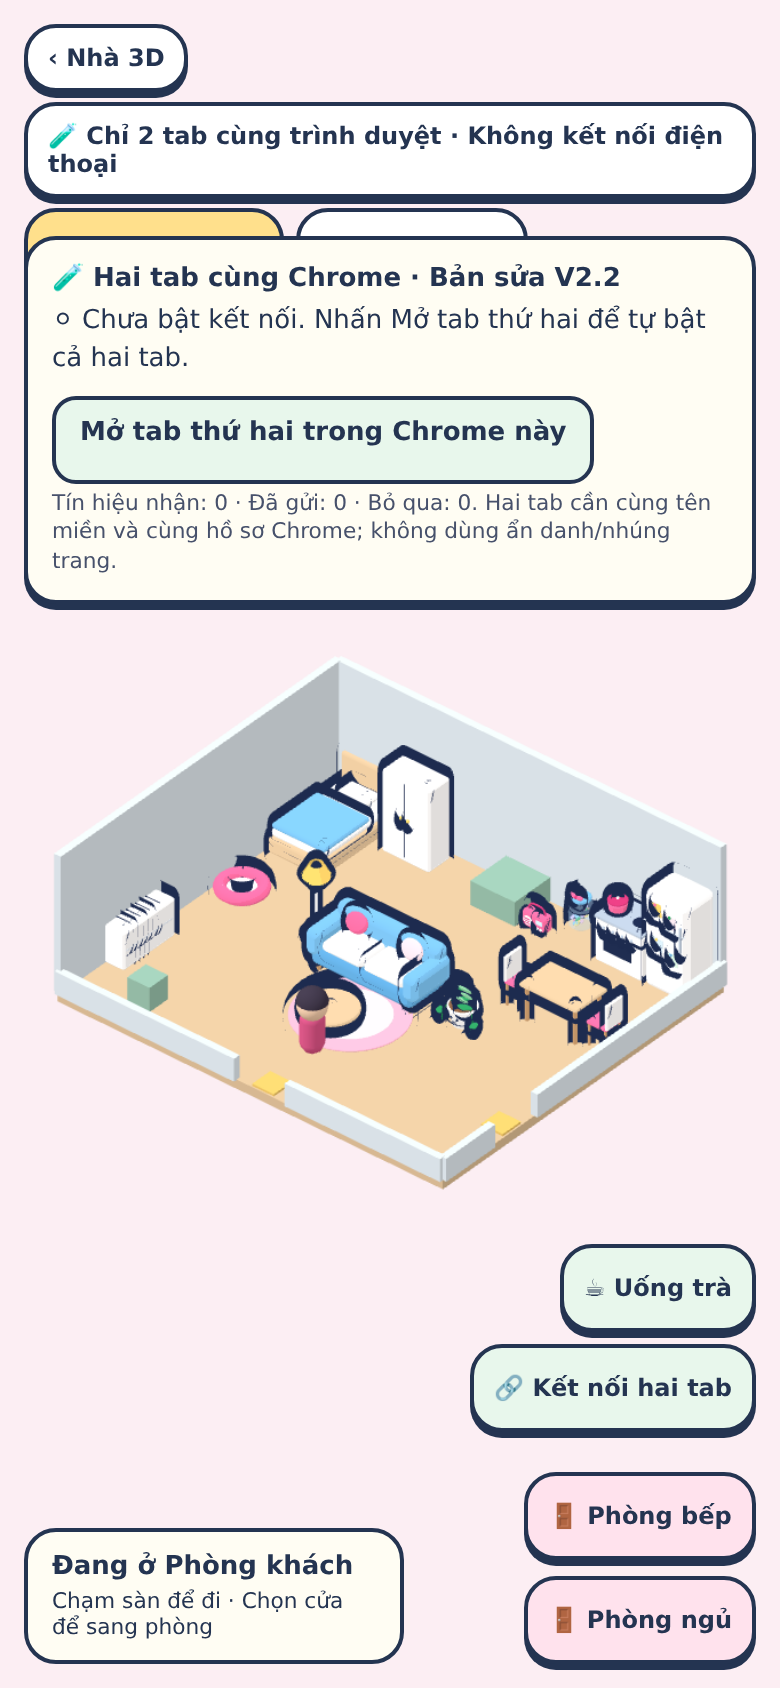 ‹ Nhà 3D
🧪 Chỉ 2 tab cùng trình duyệt · Không kết nối điện
thoại
🧪 Hai tab cùng Chrome · Bản sửa V2.2
⚪ Chưa bật kết nối. Nhấn Mở tab thứ hai để tự bật
cả hai tab.
Mở tab thứ hai trong Chrome này
Tín hiệu nhận: 0 · Đã gửi: 0 · Bỏ qua: 0. Hai tab cần cùng tên
miền và cùng hồ sơ Chrome; không dùng ẩn danh/nhúng
trang.
☕ Uống trà
🔗 Kết nối hai tab
🚪 Phòng bếp
Đang ở Phòng khách
Chạm sàn để đi · Chọn cửa
để sang phòng
🚪 Phòng ngủ